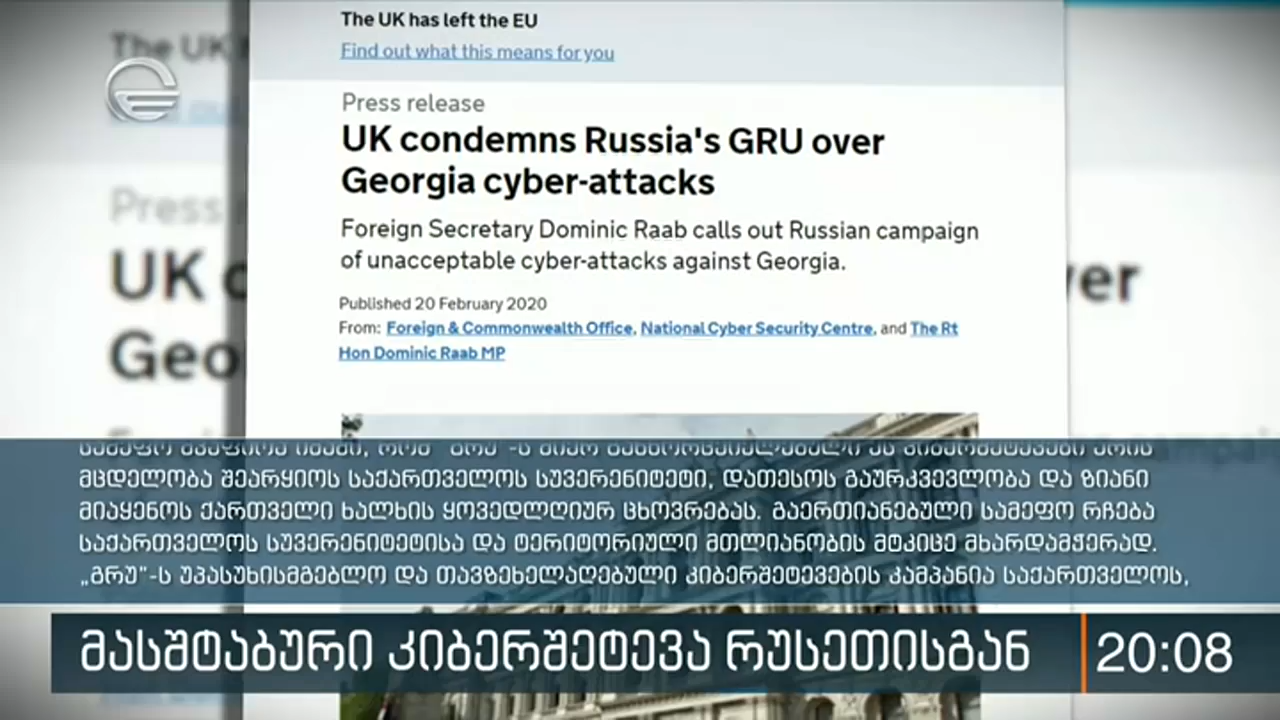 The UK has left the EU
Find out what this means for you
Press release
UK condemns Russia's GRU over
Georgia cyber-attacks
Foreign Secretary Dominic Raab calls out Russian campaign
of unacceptable cyber-attacks against Georgia.
Published 20 February 2020
From: Foreign & Commonwealth Office, National Cyber Security Centre, and The Rt
Hon Dominic Raab MP
მცდელობა შეარყიოს საქართველოს სუვერენიტეტი, დათესოს გაურკვევლობა და ზიანი
მიაყენოს ქართველი ხალხის ყოველდღიურ ცხოვრებას. გაერთიანებული სამეფო რჩება
საქართველოს სუვერენიტეტისა და ტერიტორიული მთლიანობის მტკიცე მხარდამჭერად.
„გრუ"-ს უპასუხისმგებლო და თავზეხელაღებული კიბერშეტევების კამპანია საქართველოს,
მასშტაბური კიბერშეტევა რუსეთისგან
20:08